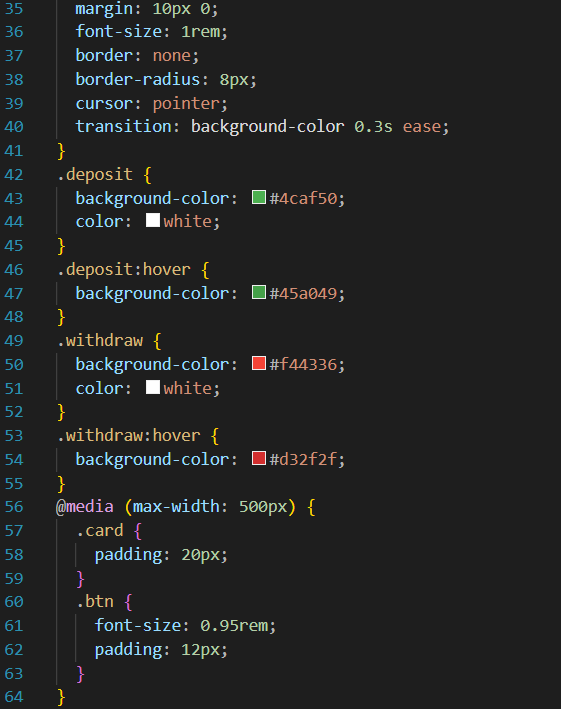 35 margin: 10px 0;
36 font-size: 1rem;
37 border: none;
38 border-radius: 8px;
39 cursor: pointer;
40 transition: background-color 0.3s ease;
41 }
42 .deposit {
43 background-color: #4caf50;
44 color: white;
45 }
46 .deposit:hover {
47 background-color: #45a049;
48 }
49 .withdraw {
50 background-color: #f44336;
51 color: white;
52 }
53 .withdraw:hover {
54 background-color: #d32f2f;
55 }
56 @media (max-width: 500px) {
57 .card {
58 padding: 20px;
59 }
60 .btn {
61 font-size: 0.95rem;
62 padding: 12px;
63 }
64 }